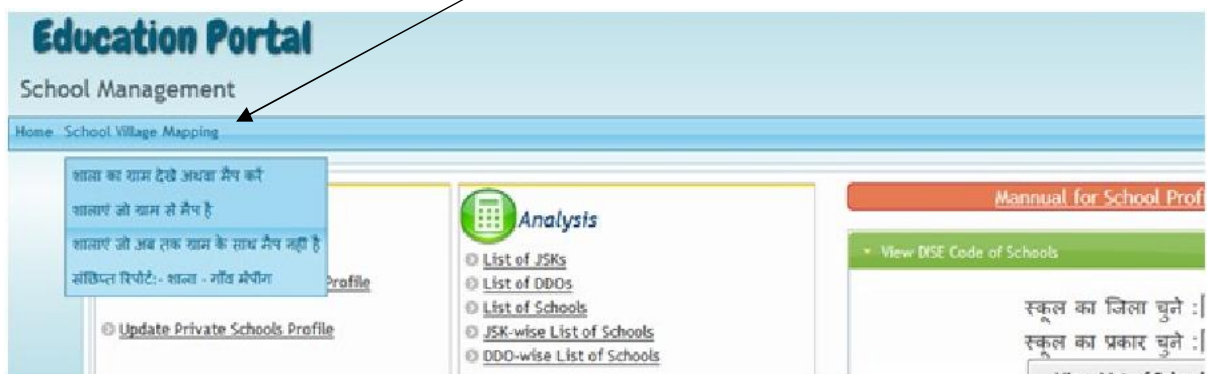 Education Portal
School Management
Home School Village Mapping
शाला का ग्राम देखे अथवा मैप करें
शालाएं जो ग्राम से मैप है
शालाएं जो अब तक ग्राम के साथ मैप नहीं है
संछिप्त रिपोर्ट:- शाला - गाँव मेपींग
Profile
Update Private Schools Profile
Analysis
List of JSKs
List of DDOs
List of Schools
JSK-wise List of Schools
DDO-wise List of Schools
Mannual for School Prof
View DISE Code of Schools
स्कूल का जिला चुने :
स्कूल का प्रकार चुने :